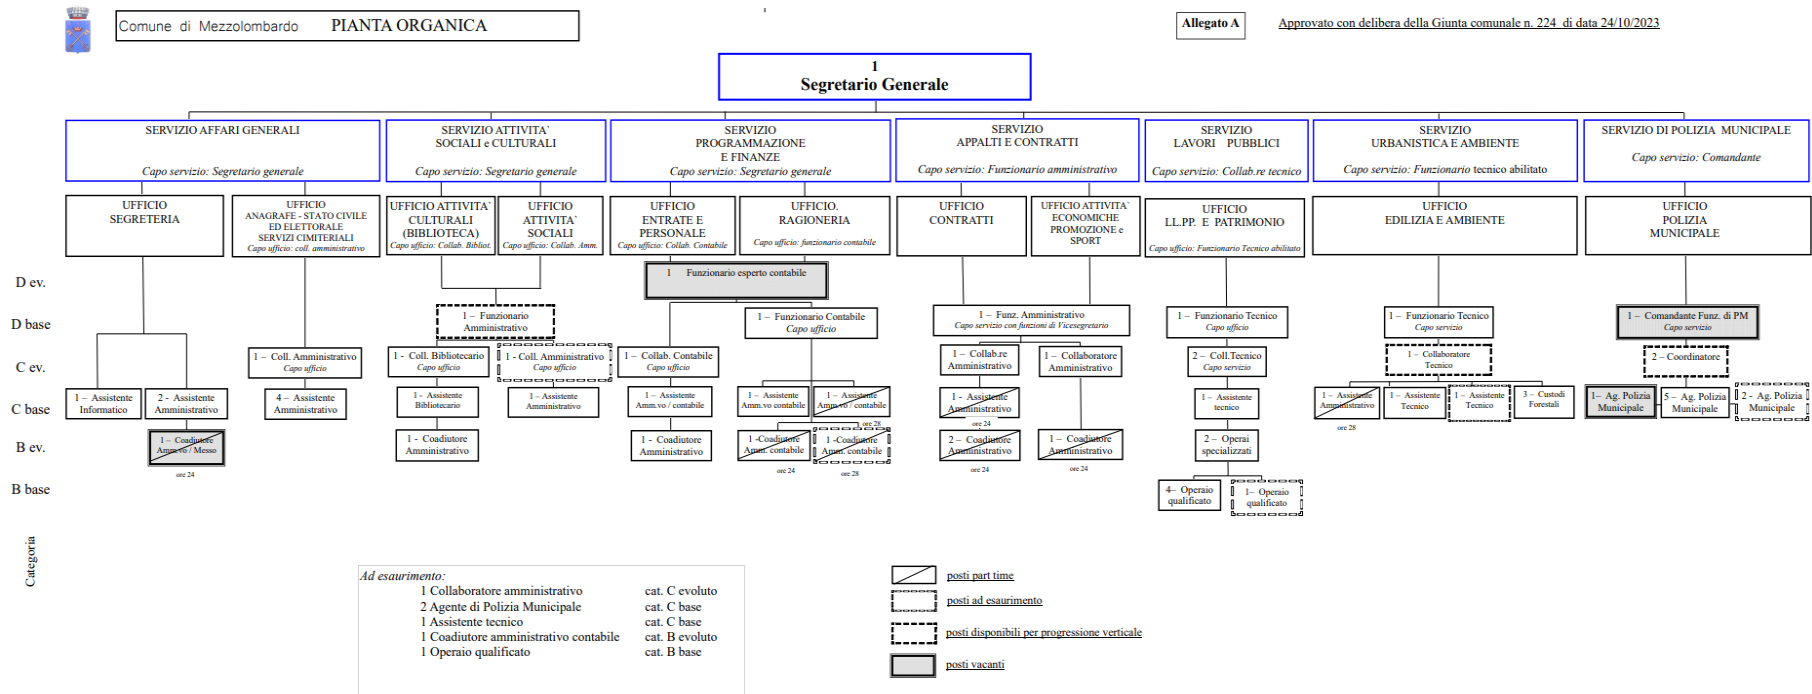 Comune di Mezzolombardo PIANTA ORGANICA
Allegato A
Approvato con delibera della Giunta comunale n. 224 di data 24/10/2023
1
Segretario Generale
SERVIZIO AFFARI GENERALI
Capo servizio: Segretario generale
SERVIZIO ATTIVITA`
SOCIALI e CULTURALI
Capo servizio: Segretario generale
SERVIZIO
PROGRAMMAZIONE
E FINANZE
Capo servizio: Segretario generale
SERVIZIO
APPALTI E CONTRATTI
Capo servizio: Funzionario amministrativo
SERVIZIO
LAVORI PUBBLICI
Capo servizio: Collab.re tecnico
SERVIZIO
URBANISTICA E AMBIENTE
Capo servizio: Funzionario tecnico abilitato
SERVIZIO DI POLIZIA MUNICIPALE
Capo servizio: Comandante
UFFICIO
SEGRETERIA
UFFICIO
ANAGRAFE - STATO CIVILE
ED ELETTORALE
SERVIZI CIMITERIALI
Capo ufficio: coll. amministrativo
UFFICIO ATTIVITA`
CULTURALI
(BIBLIOTECA)
Capo ufficio: Collab. Bibliot.
UFFICIO
ATTIVITA`
SOCIALI
Capo ufficio: Collab. Amm.
UFFICIO
ENTRATE E
PERSONALE
Capo ufficio: Collab. Contabile
UFFICIO.
RAGIONERIA
Capo ufficio: funzionario contabile
UFFICIO
CONTRATTI
UFFICIO ATTIVITA`
ECONOMICHE
PROMOZIONE e
SPORT
UFFICIO
LL.PP. E PATRIMONIO
Capo ufficio: Funzionario Tecnico abilitato
UFFICIO
EDILIZIA E AMBIENTE
UFFICIO
POLIZIA
MUNICIPALE
D ev.
1 Funzionario esperto contabile
D base
1 – Funzionario
Amministrativo
1 – Funzionario Contabile
Capo ufficio
1 – Funz. Amministrativo
Capo servizio con funzioni di Vicesegretario
1 – Funzionario Tecnico
Capo ufficio
1 – Funzionario Tecnico
Capo servizio
1 – Comandante Funz. di PM
Capo servizio
C ev.
1 – Coll. Amministrativo
Capo ufficio
1 - Coll. Bibliotecario
Capo ufficio
1 - Coll. Amministrativo
Capo ufficio
1 – Collab. Contabile
Capo ufficio
1 – Collab.re
Amministrativo
1 – Collaboratore
Amministrativo
2 – Coll.Tecnico
Capo servizio
1 – Collaboratore
Tecnico
2 – Coordinatore
C base
1 – Assistente
Informatico
2 - Assistente
Amministrativo
4 – Assistente
Amministrativo
1 - Assistente
Bibliotecario
1 – Assistente
Amministrativo
1 – Assistente
Amm.vo / contabile
1 – Assistente
Amm.vo contabile
1 – Assistente
Amm.vo / contabile
ore 28
1 - Assistente
Amministrativo
ore 24
1 – Assistente
tecnico
1 – Assistente
Amministrativo
ore 28
1 – Assistente
Tecnico
1 – Assistente
Tecnico
3 – Custodi
Forestali
1– Ag. Polizia
Municipale
5 – Ag. Polizia
Municipale
2 - Ag. Polizia
Municipale
B ev.
1 – Coadiutore
Amm.vo / Messo
ore 24
1 - Coadiutore
Amministrativo
1 - Coadiutore
Amministrativo
1 -Coadiutore
Amm. contabile
ore 24
1 -Coadiutore
Amm. contabile
ore 28
2 – Coadiutore
Amministrativo
ore 24
1 – Coadiutore
Amministrativo
ore 24
2 – Operai
specializzati
B base
4– Operaio
qualificato
1– Operaio
qualificato
Categoria
Ad esaurimento:
1 Collaboratore amministrativo cat. C evoluto
2 Agente di Polizia Municipale cat. C base
1 Assistente tecnico cat. C base
1 Coadiutore amministrativo contabile cat. B evoluto
1 Operaio qualificato cat. B base
posti part time
posti ad esaurimento
posti disponibili per progressione verticale
posti vacanti